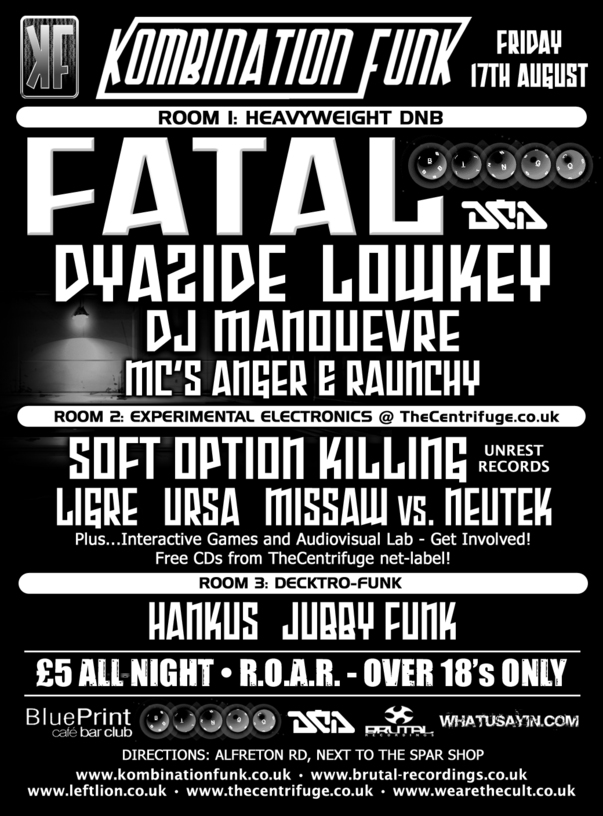 KF
KOMBINATION FUNK
FRIDAY
17TH AUGUST
ROOM 1: HEAVYWEIGHT DNB
FATAL
DYAZIDE LOWKEY
DJ MANOUEVRE
MC'S ANGER & RAUNCHY
ROOM 2: EXPERIMENTAL ELECTRONICS @ TheCentrifuge.co.uk
SOFT OPTION KILLING UNREST
RECORDS
LIGRE URSA MISSAW VS. NEUTEK
Plus...Interactive Games and Audiovisual Lab - Get Involved!
Free CDs from TheCentrifuge net-label!
ROOM 3: DECKTRO-FUNK
HANKUS JUBBY FUNK
£5 ALL NIGHT • R.O.A.R. - OVER 18's ONLY
BluePrint
café bar club
BRUTAL
RECORDINGS
WHATUSAYIN.COM
DIRECTIONS: ALFRETON RD, NEXT TO THE SPAR SHOP
www.kombinationfunk.co.uk · www.brutal-recordings.co.uk
www.leftlion.co.uk · www.thecentrifuge.co.uk · www.wearethecult.co.uk